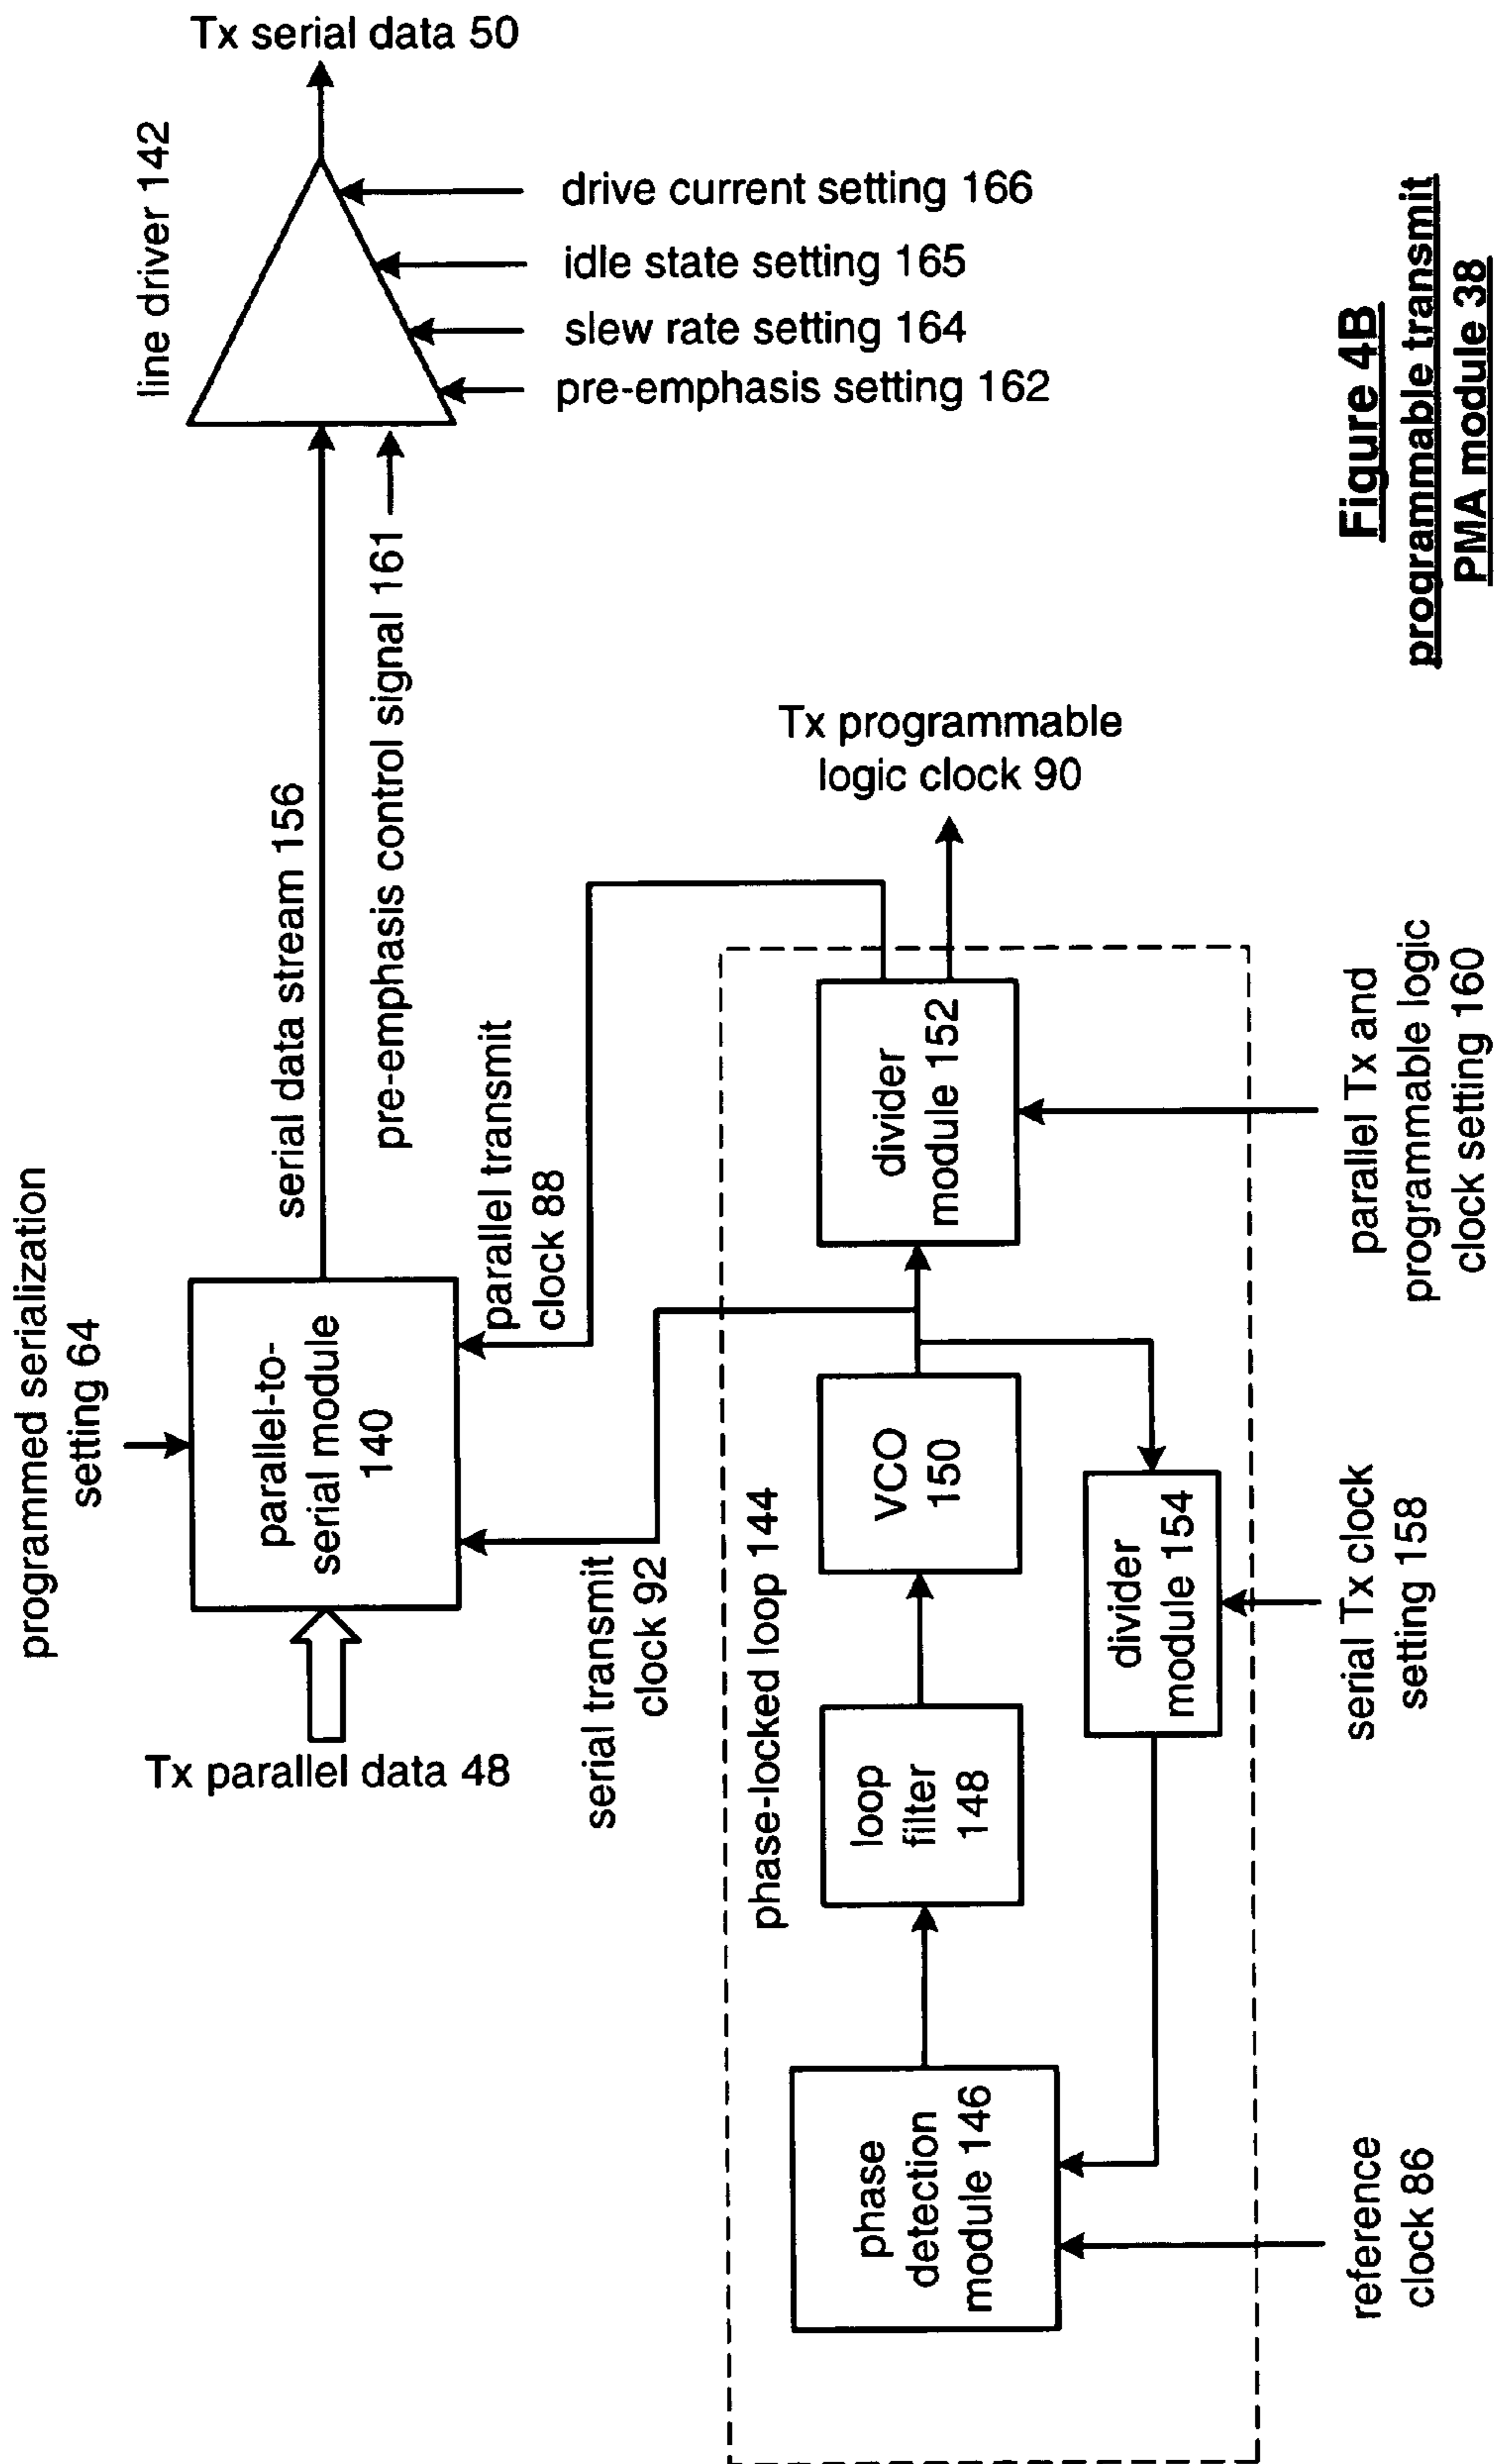 programmed serialization
setting 64
Tx parallel data 48
parallel-to-
serial module
140
serial data stream 156
pre-emphasis control signal 161
line driver 142
Tx serial data 50
drive current setting 166
idle state setting 165
slew rate setting 164
pre-emphasis setting 162
serial transmit
clock 92
parallel transmit
clock 88
Tx programmable
logic clock 90
phase-locked loop 144
phase
detection
module 146
loop
filter
148
VCO
150
divider
module 152
divider
module 154
reference
clock 86
serial Tx clock
setting 158
parallel Tx and
programmable logic
clock setting 160
Figure 4B
programmable transmit
PMA module 38